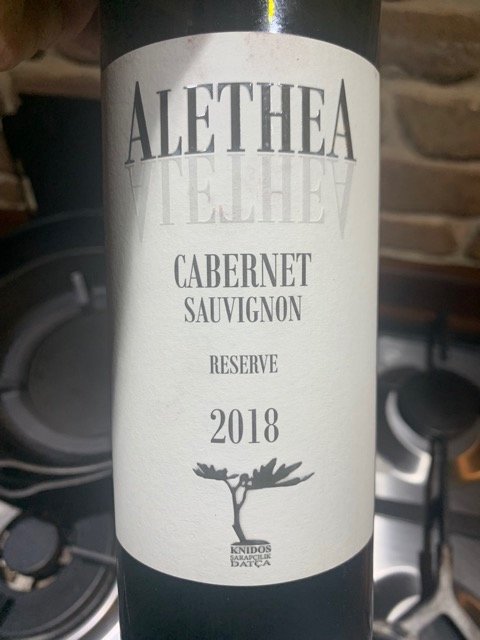 ALETHEA
CABERNET
SAUVIGNON
RESERVE
2018
KNIDOS
ŞARAPÇILIK
DATÇA